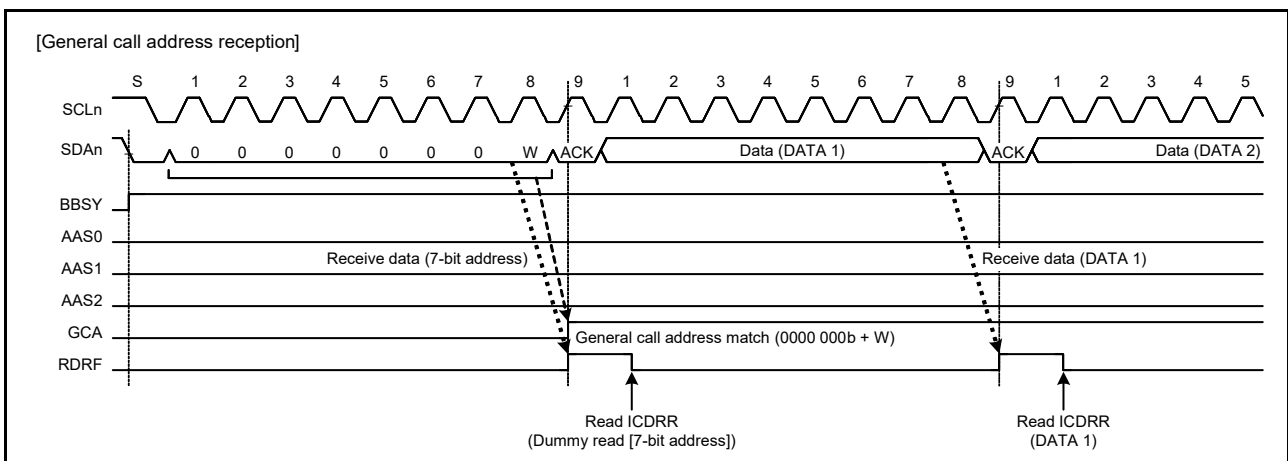 [General call address reception]
S 1 2 3 4 5 6 7 8 9 1 2 3 4 5 6 7 8 9 1 2 3 4 5
SCLn
SDAn 0 0 0 0 0 0 0 W ACK Data (DATA 1) ACK Data (DATA 2)
BBSY
AAS0
Receive data (7-bit address) Receive data (DATA 1)
AAS1
AAS2
GCA
General call address match (0000 000b + W)
RDRF
Read ICDRR Read ICDRR
(Dummy read [7-bit address]) (DATA 1)